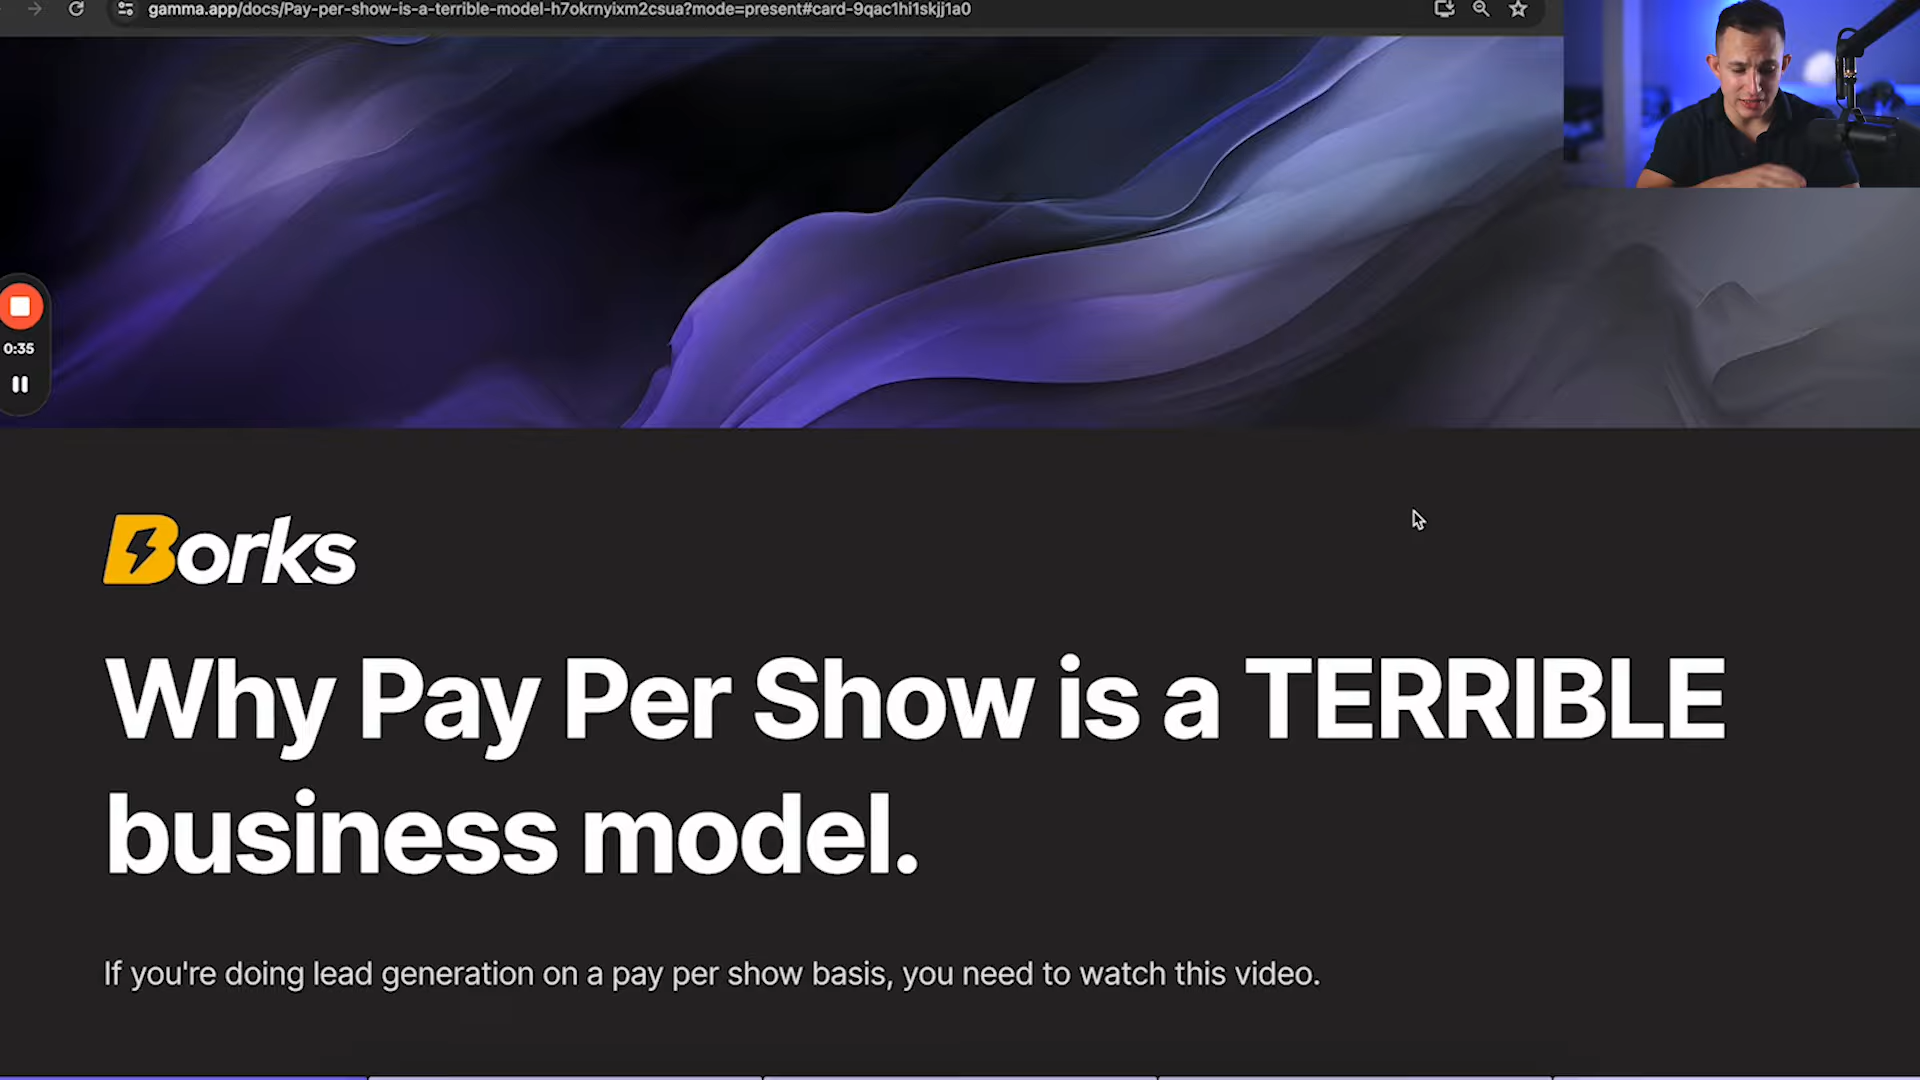 gamma.app/docs/Pay-per-show-is-a-terrible-model-h7okrnyixm2csua?mode=present#card-9qac1hi1skjj1a0
0:35
Borks
Why Pay Per Show is a TERRIBLE
business model.
If you're doing lead generation on a pay per show basis, you need to watch this video.